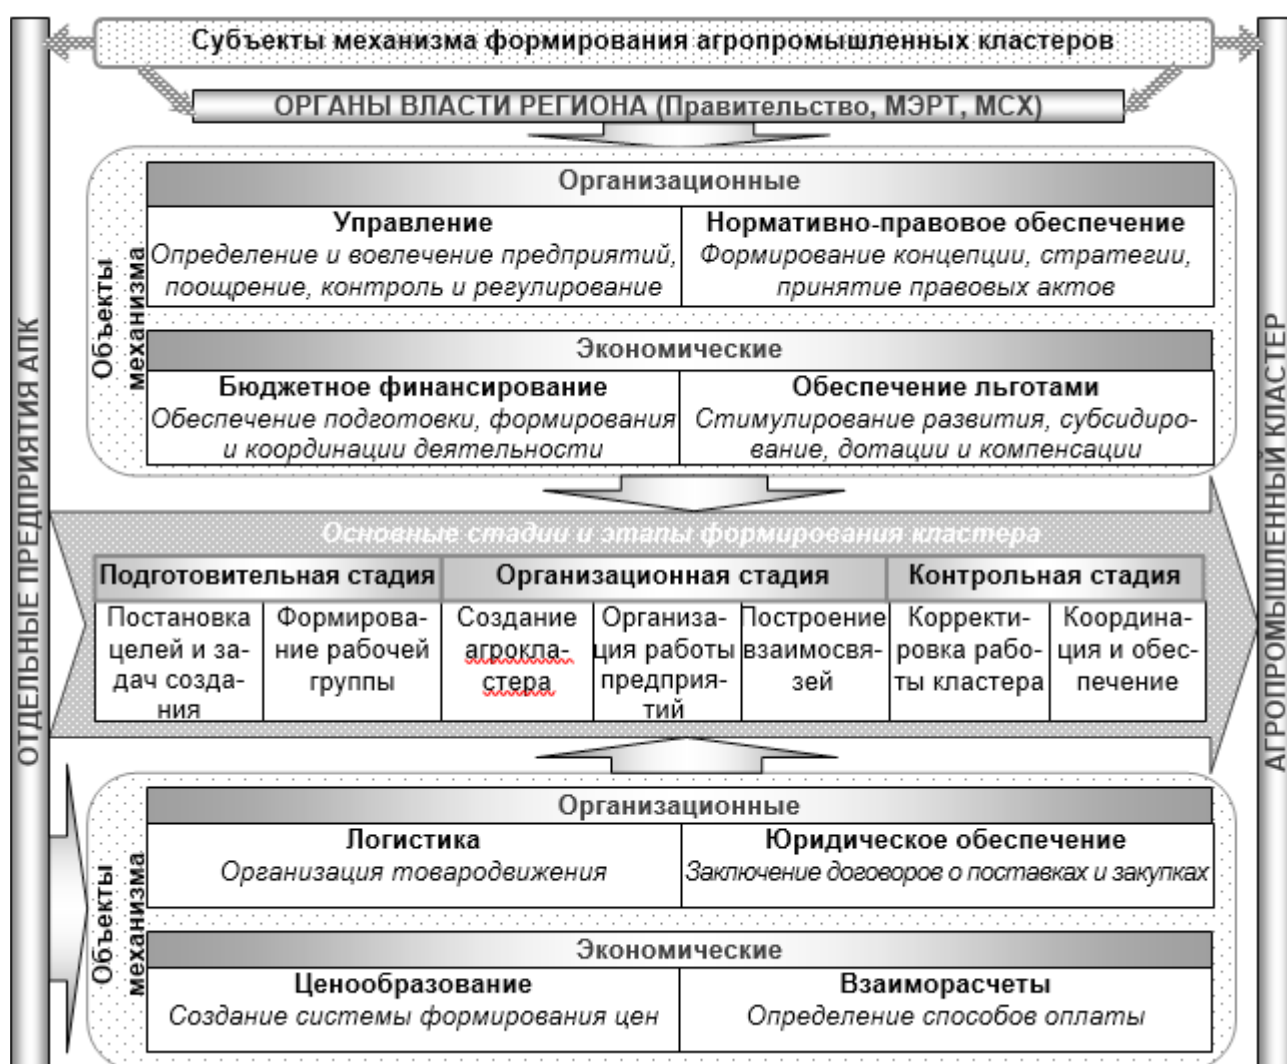 Субъекты механизма формирования агропромышленных кластеров
ОРГАНЫ ВЛАСТИ РЕГИОНА (Правительство, МЭРТ, МСХ)
ОТДЕЛЬНЫЕ ПРЕДПРИЯТИЯ АПК
АГРОПРОМЫШЛЕННЫЙ КЛАСТЕР
Объекты
механизма
Организационные
Управление
Определение и вовлечение предприятий,
поощрение, контроль и регулирование
Нормативно-правовое обеспечение
Формирование концепции, стратегии,
принятие правовых актов
Экономические
Бюджетное финансирование
Обеспечение подготовки, формирования
и координации деятельности
Обеспечение льготами
Стимулирование развития, субсидиро-
вание, дотации и компенсации
Основные стадии и этапы формирования кластера
Подготовительная стадия
Организационная стадия
Контрольная стадия
Постановка
целей и за-
дач созда-
ния
Формирова-
ние рабочей
группы
Создание
агрокла-
стера
Организа-
ция работы
предприя-
тий
Построение
взаимосвя-
зей
Корректи-
ровка рабо-
ты кластера
Координа-
ция и обес-
печение
Объекты
механизма
Организационные
Логистика
Организация товародвижения
Юридическое обеспечение
Заключение договоров о поставках и закупках
Экономические
Ценообразование
Создание системы формирования цен
Взаиморасчеты
Определение способов оплаты